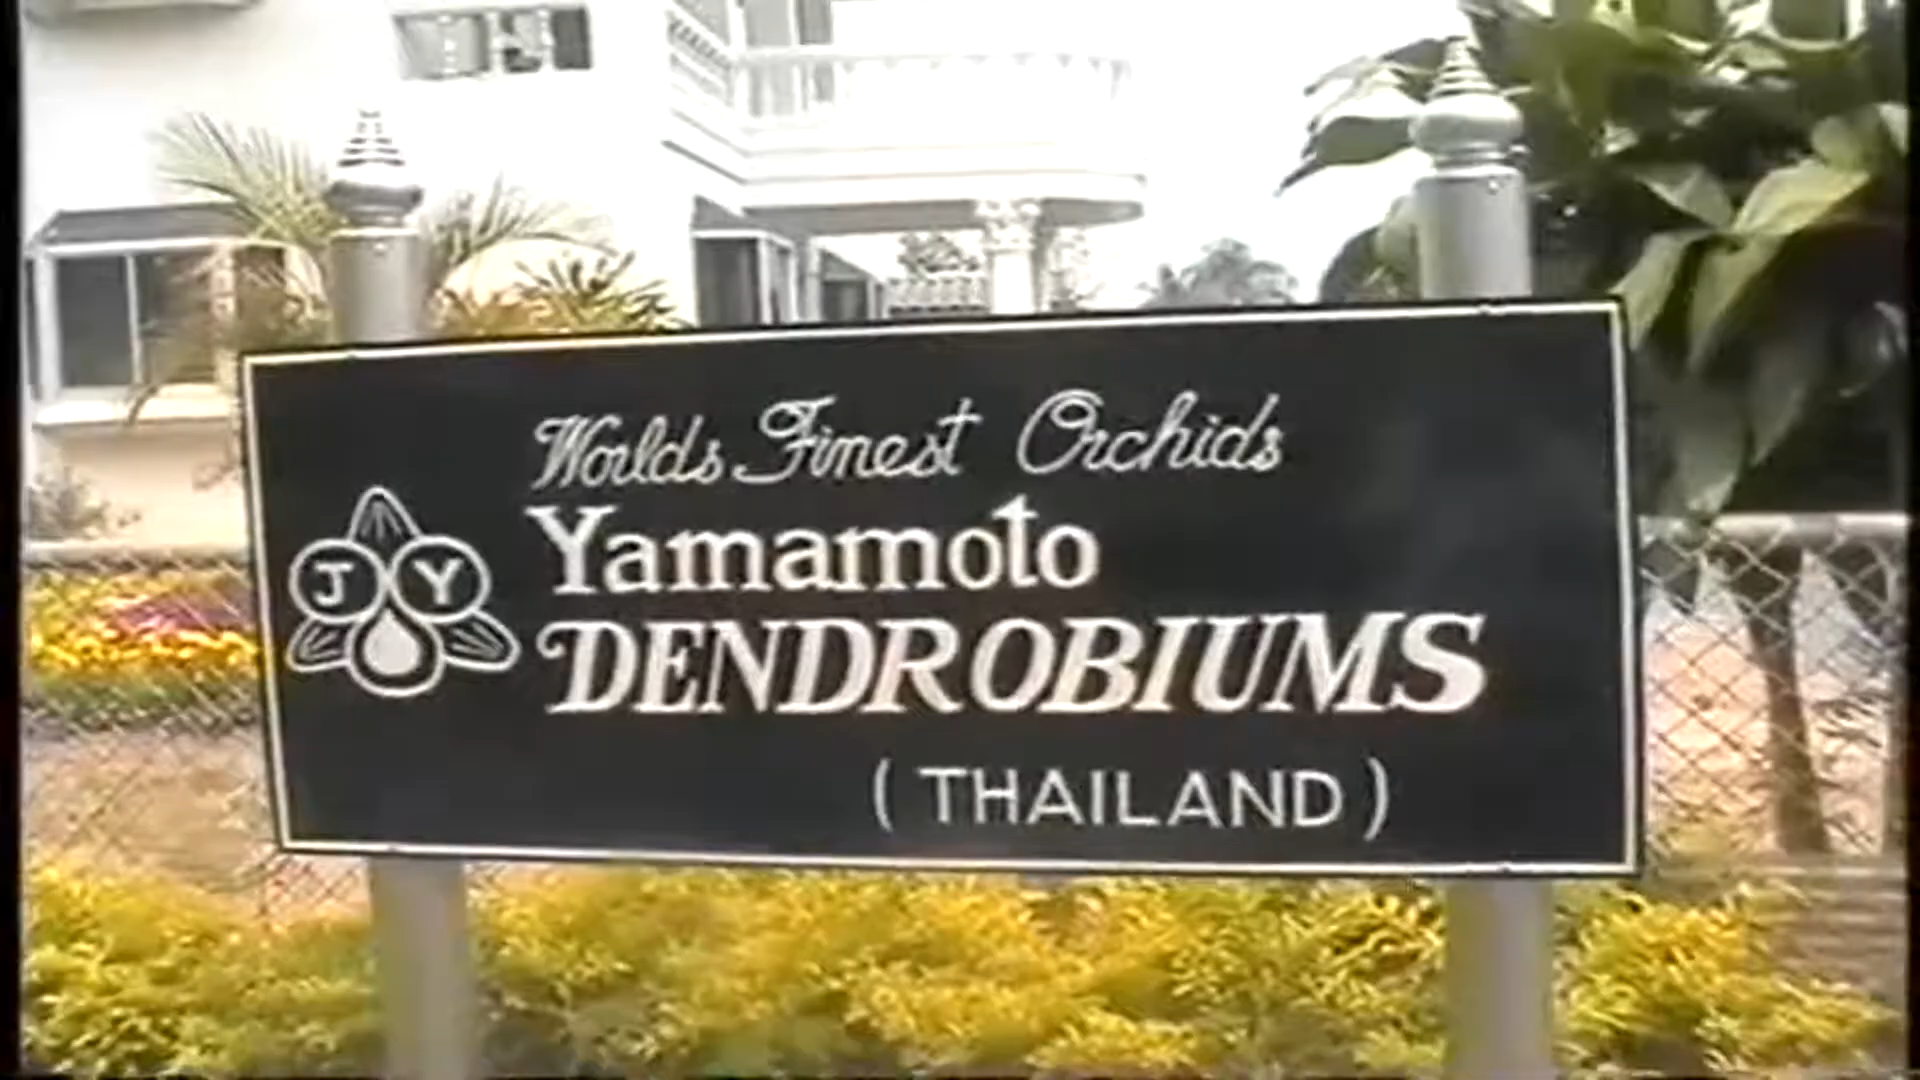 Worlds Finest Orchids
J Y
Yamamoto
DENDROBIUMS
(THAILAND)